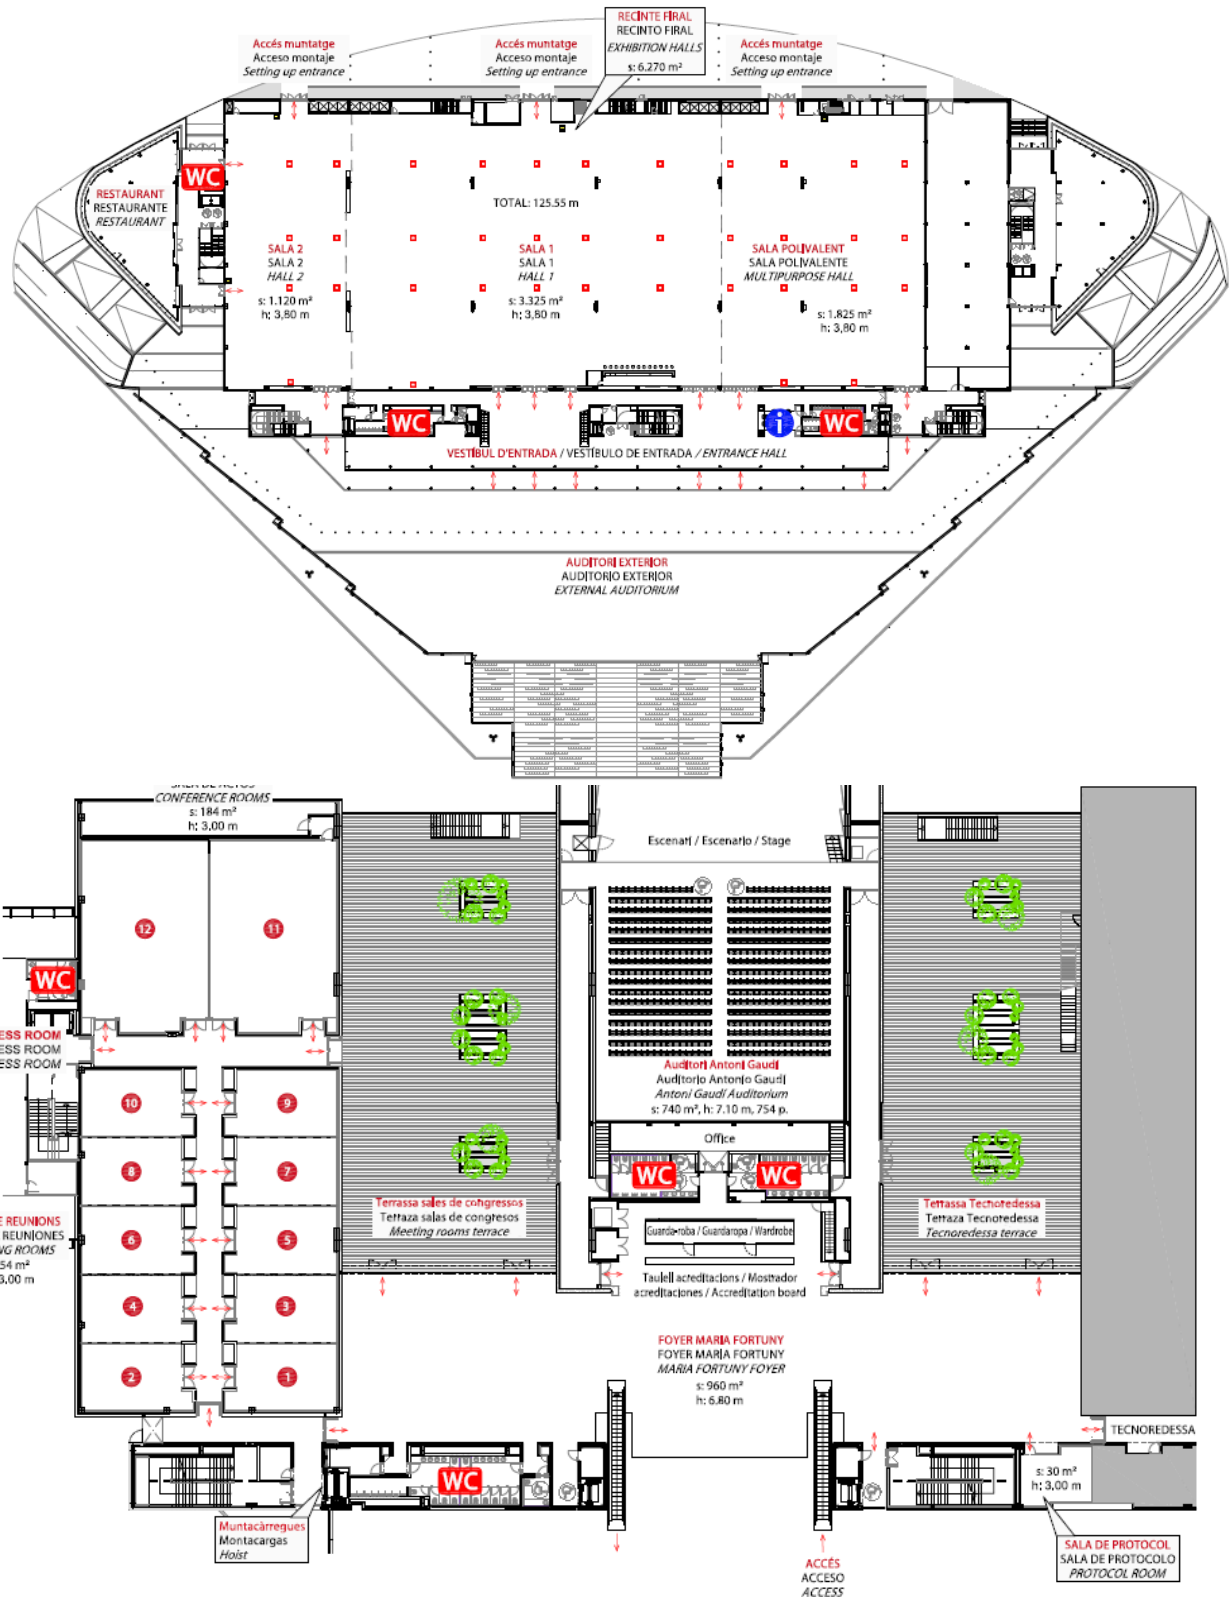 RECINTE FIRAL
RECINTO FIRAL
EXHIBITION HALLS
s: 6.270 m²
Accés muntatge
Acceso montaje
Setting up entrance
Accés muntatge
Acceso montaje
Setting up entrance
Accés muntatge
Acceso montaje
Setting up entrance
WC
RESTAURANT
RESTAURANTE
RESTAURANT
TOTAL: 125.55 m
SALA 2
SALA 2
HALL 2
s: 1.120 m²
h: 3,80 m
SALA 1
SALA 1
HALL 1
s: 3.325 m²
h: 3,80 m
SALA POLIVALENT
SALA POLIVALENTE
MULTIPURPOSE HALL
s: 1.825 m²
h: 3,80 m
WC
i
WC
VESTÍBUL D'ENTRADA / VESTÍBULO DE ENTRADA / ENTRANCE HALL
AUDITORI EXTERIOR
AUDITORIO EXTERIOR
EXTERNAL AUDITORIUM
SALA DE ACTOS
CONFERENCE ROOMS
s: 184 m²
h: 3,00 m
Escenari / Escenario / Stage
12
11
WC
ESS ROOM
ESS ROOM
ESS ROOM
Auditori Antoni Gaudí
Auditorio Antonio Gaudí
Antoni Gaudí Auditorium
s: 740 m², h: 7.10 m, 754 p.
10
9
Office
8
7
WC
WC
Terrassa sales de congressos
Terraza salas de congresos
Meeting rooms terrace
Terrassa Tecnoredessa
Terraza Tecnoredessa
Tecnoredessa terrace
E REUNIONS
REUNIONES
NG ROOMS
54 m²
3.00 m
6
5
Guarda-roba / Guardaropa / Wardrobe
Taulell acreditacions / Mostrador
acreditaciones / Accreditation board
4
3
FOYER MARIA FORTUNY
FOYER MARÍA FORTUNY
MARIA FORTUNY FOYER
s: 960 m²
h: 6,80 m
2
1
TECNOREDESSA
WC
s: 30 m²
h: 3,00 m
Muntacàrregues
Montacargas
Hoist
SALA DE PROTOCOL
SALA DE PROTOCOLO
PROTOCOL ROOM
ACCÉS
ACCESO
ACCESS